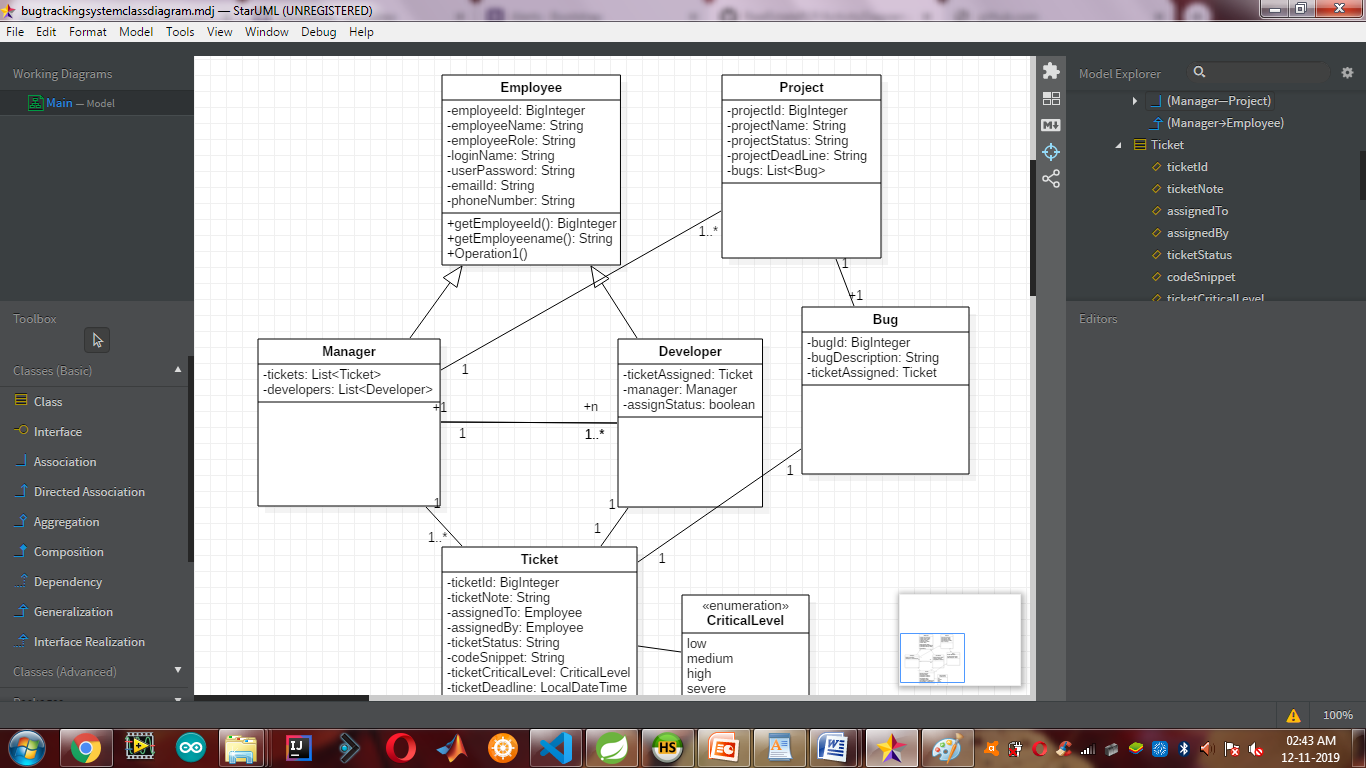 bugtrackingsystemclassdiagram.mdj — StarUML (UNREGISTERED)
File Edit Format Model Tools View Window Debug Help
Working Diagrams
Main — Model
Toolbox
Classes (Basic)
Class
Interface
Association
Directed Association
Aggregation
Composition
Dependency
Generalization
Interface Realization
Classes (Advanced)
Employee
-employeeId: BigInteger
-employeeName: String
-employeeRole: String
-loginName: String
-userPassword: String
-emailId: String
-phoneNumber: String
+getEmployeeId(): BigInteger
+getEmployeename(): String
+Operation1()
Project
-projectId: BigInteger
-projectName: String
-projectStatus: String
-projectDeadLine: String
-bugs: List<Bug>
1..*
1
+1
Bug
-bugId: BigInteger
-bugDescription: String
-ticketAssigned: Ticket
Manager
-tickets: List<Ticket>
-developers: List<Developer>
1
+1
+n
1
1..*
Developer
-ticketAssigned: Ticket
-manager: Manager
-assignStatus: boolean
1
1
1
1..*
1
1
Ticket
-ticketId: BigInteger
-ticketNote: String
-assignedTo: Employee
-assignedBy: Employee
-ticketStatus: String
-codeSnippet: String
-ticketCriticalLevel: CriticalLevel
-ticketDeadline: LocalDateTime
«enumeration»
CriticalLevel
low
medium
high
severe
M
Model Explorer
(Manager—Project)
(Manager→Employee)
Ticket
ticketId
ticketNote
assignedTo
assignedBy
ticketStatus
codeSnippet
ticketCriticalLevel
Editors
100%
IJ
HS
W
02:43 AM
12-11-2019